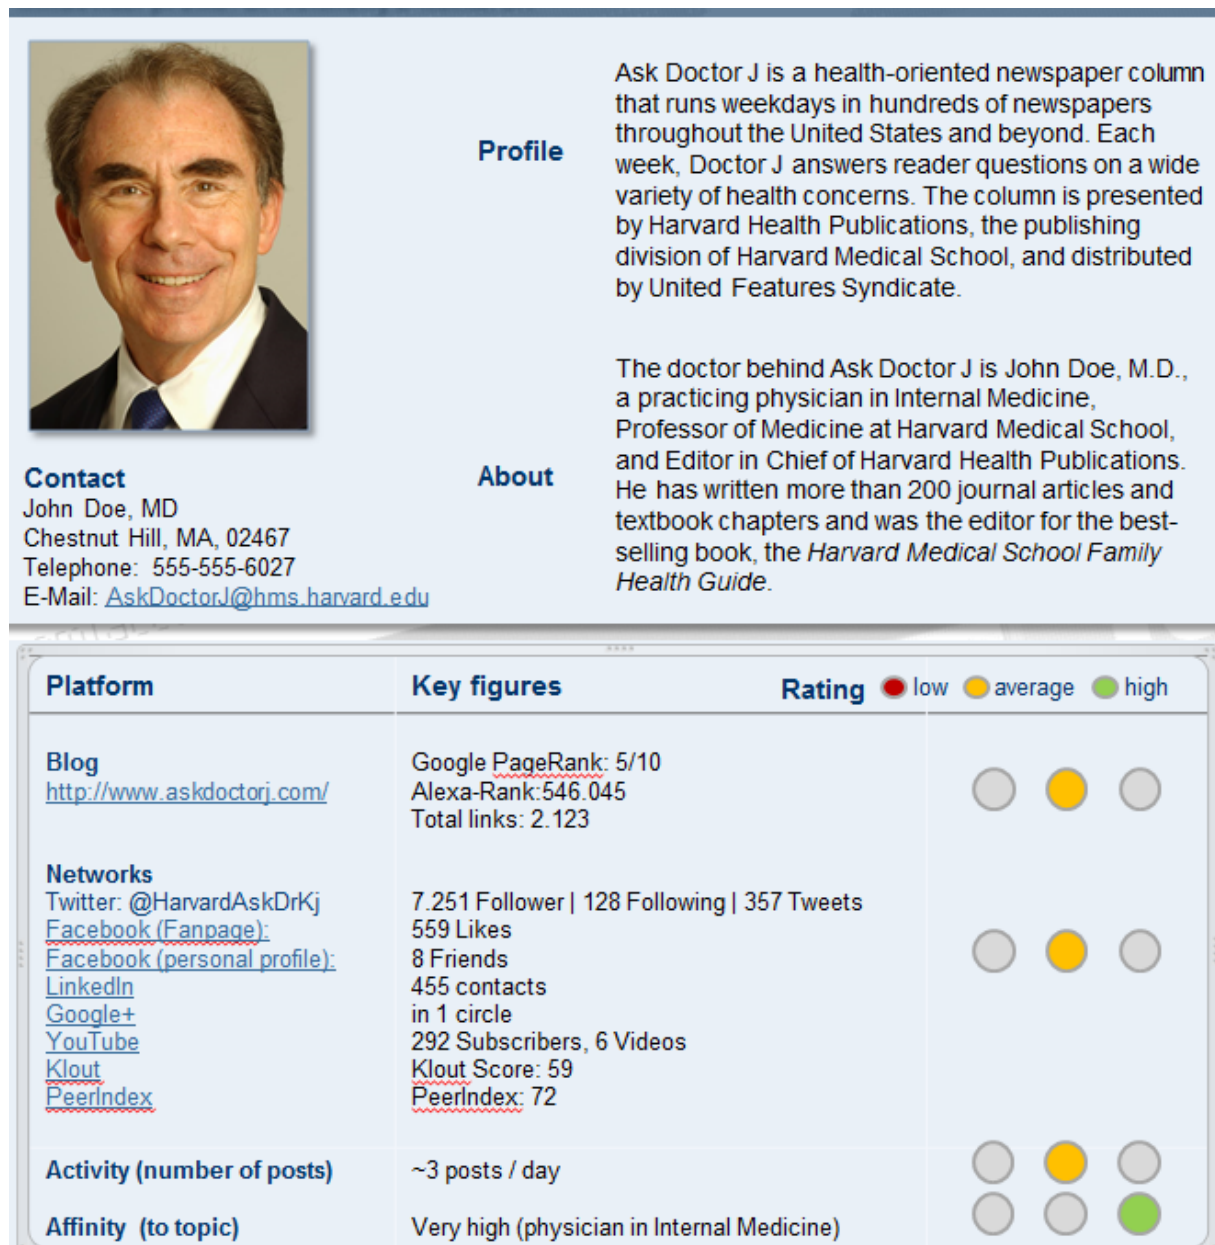 Profile
Ask Doctor J is a health-oriented newspaper column
that runs weekdays in hundreds of newspapers
throughout the United States and beyond. Each
week, Doctor J answers reader questions on a wide
variety of health concerns. The column is presented
by Harvard Health Publications, the publishing
division of Harvard Medical School, and distributed
by United Features Syndicate.
Contact
John Doe, MD
Chestnut Hill, MA, 02467
Telephone: 555-555-6027
E-Mail: AskDoctorJ@hms.harvard.edu
About
The doctor behind Ask Doctor J is John Doe, M.D.,
a practicing physician in Internal Medicine,
Professor of Medicine at Harvard Medical School,
and Editor in Chief of Harvard Health Publications.
He has written more than 200 journal articles and
textbook chapters and was the editor for the best-
selling book, the Harvard Medical School Family
Health Guide.
Platform Key figures Rating low average high
Blog
http://www.askdoctorj.com/
Google PageRank: 5/10
Alexa-Rank:546.045
Total links: 2.123
Networks
Twitter: @HarvardAskDrKj 7.251 Follower | 128 Following | 357 Tweets
Facebook (Fanpage): 559 Likes
Facebook (personal profile): 8 Friends
LinkedIn 455 contacts
Google+ in 1 circle
YouTube 292 Subscribers, 6 Videos
Klout Klout Score: 59
PeerIndex PeerIndex: 72
Activity (number of posts) ~3 posts / day
Affinity (to topic) Very high (physician in Internal Medicine)